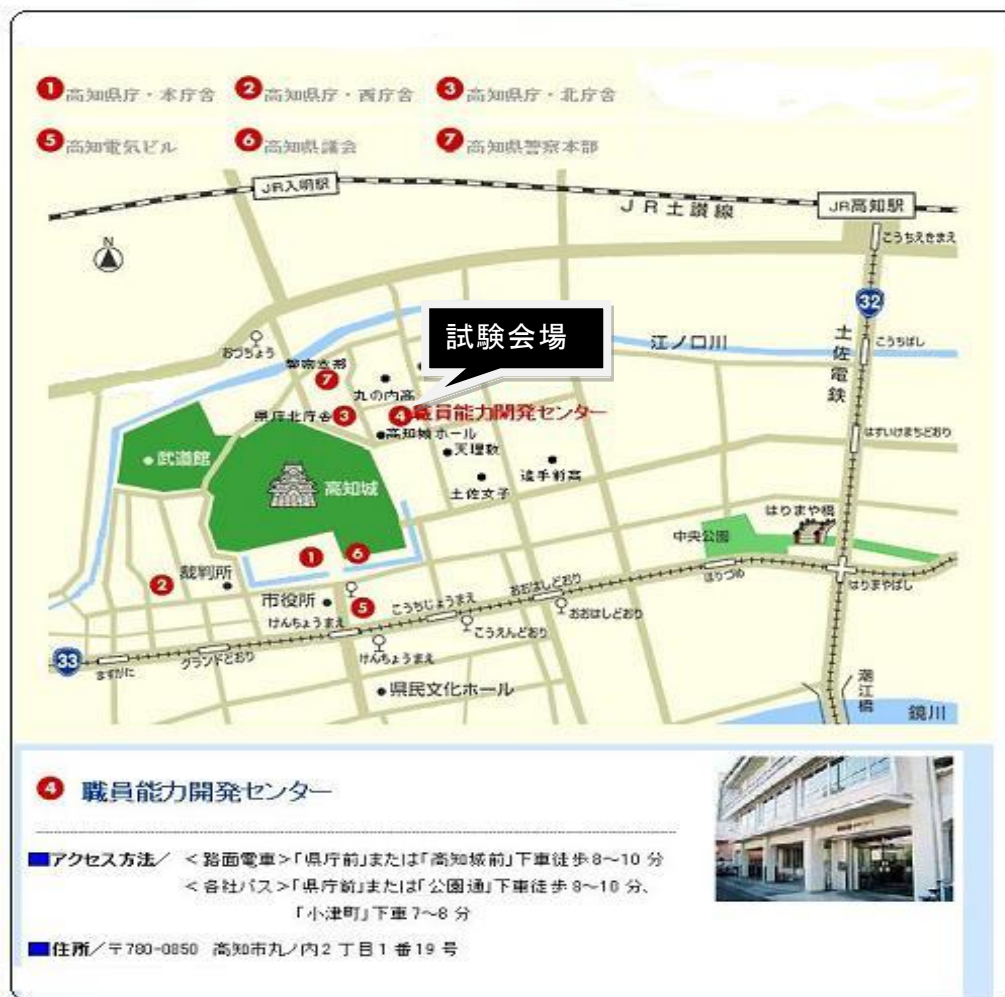 1 高知県庁・本庁舎 2 高知県庁・西庁舎 3 高知県庁・北庁舎
5 高知電気ビル 6 高知県議会 7 高知県警察本部
JR入明駅
JR土讃線
JR高知駅
こうちえきまえ
N
32
試験会場
江ノ口川
土佐電鉄
こうちばし
おづちょう
警察本部
7
丸の内高
県庁北庁舎 3
4 職員能力開発センター
高知城ホール
天理教
はすいけまちどおり
武道館
高知城
土佐女子
追手前高
はりまや橋
中央公園
1
6
2
裁判所
市役所
5
こうちじょうまえ
おおはしどおり
ほりづめ
はりまやばし
けんちょうまえ
おおはしどおり
こうえんどおり
33
ますがた
グランドどおり
けんちょうまえ
県民文化ホール
潮江橋
鏡川
4 職員能力開発センター
■アクセス方法／ <路面電車>「県庁前」または「高知城前」下車徒歩8～10 分
<各社バス>「県庁前」または「公園通」下車徒歩 8～10 分、
「小津町」下車 7～8 分
■住所／〒780-0850 高知市丸ノ内2 丁目1 番19 号